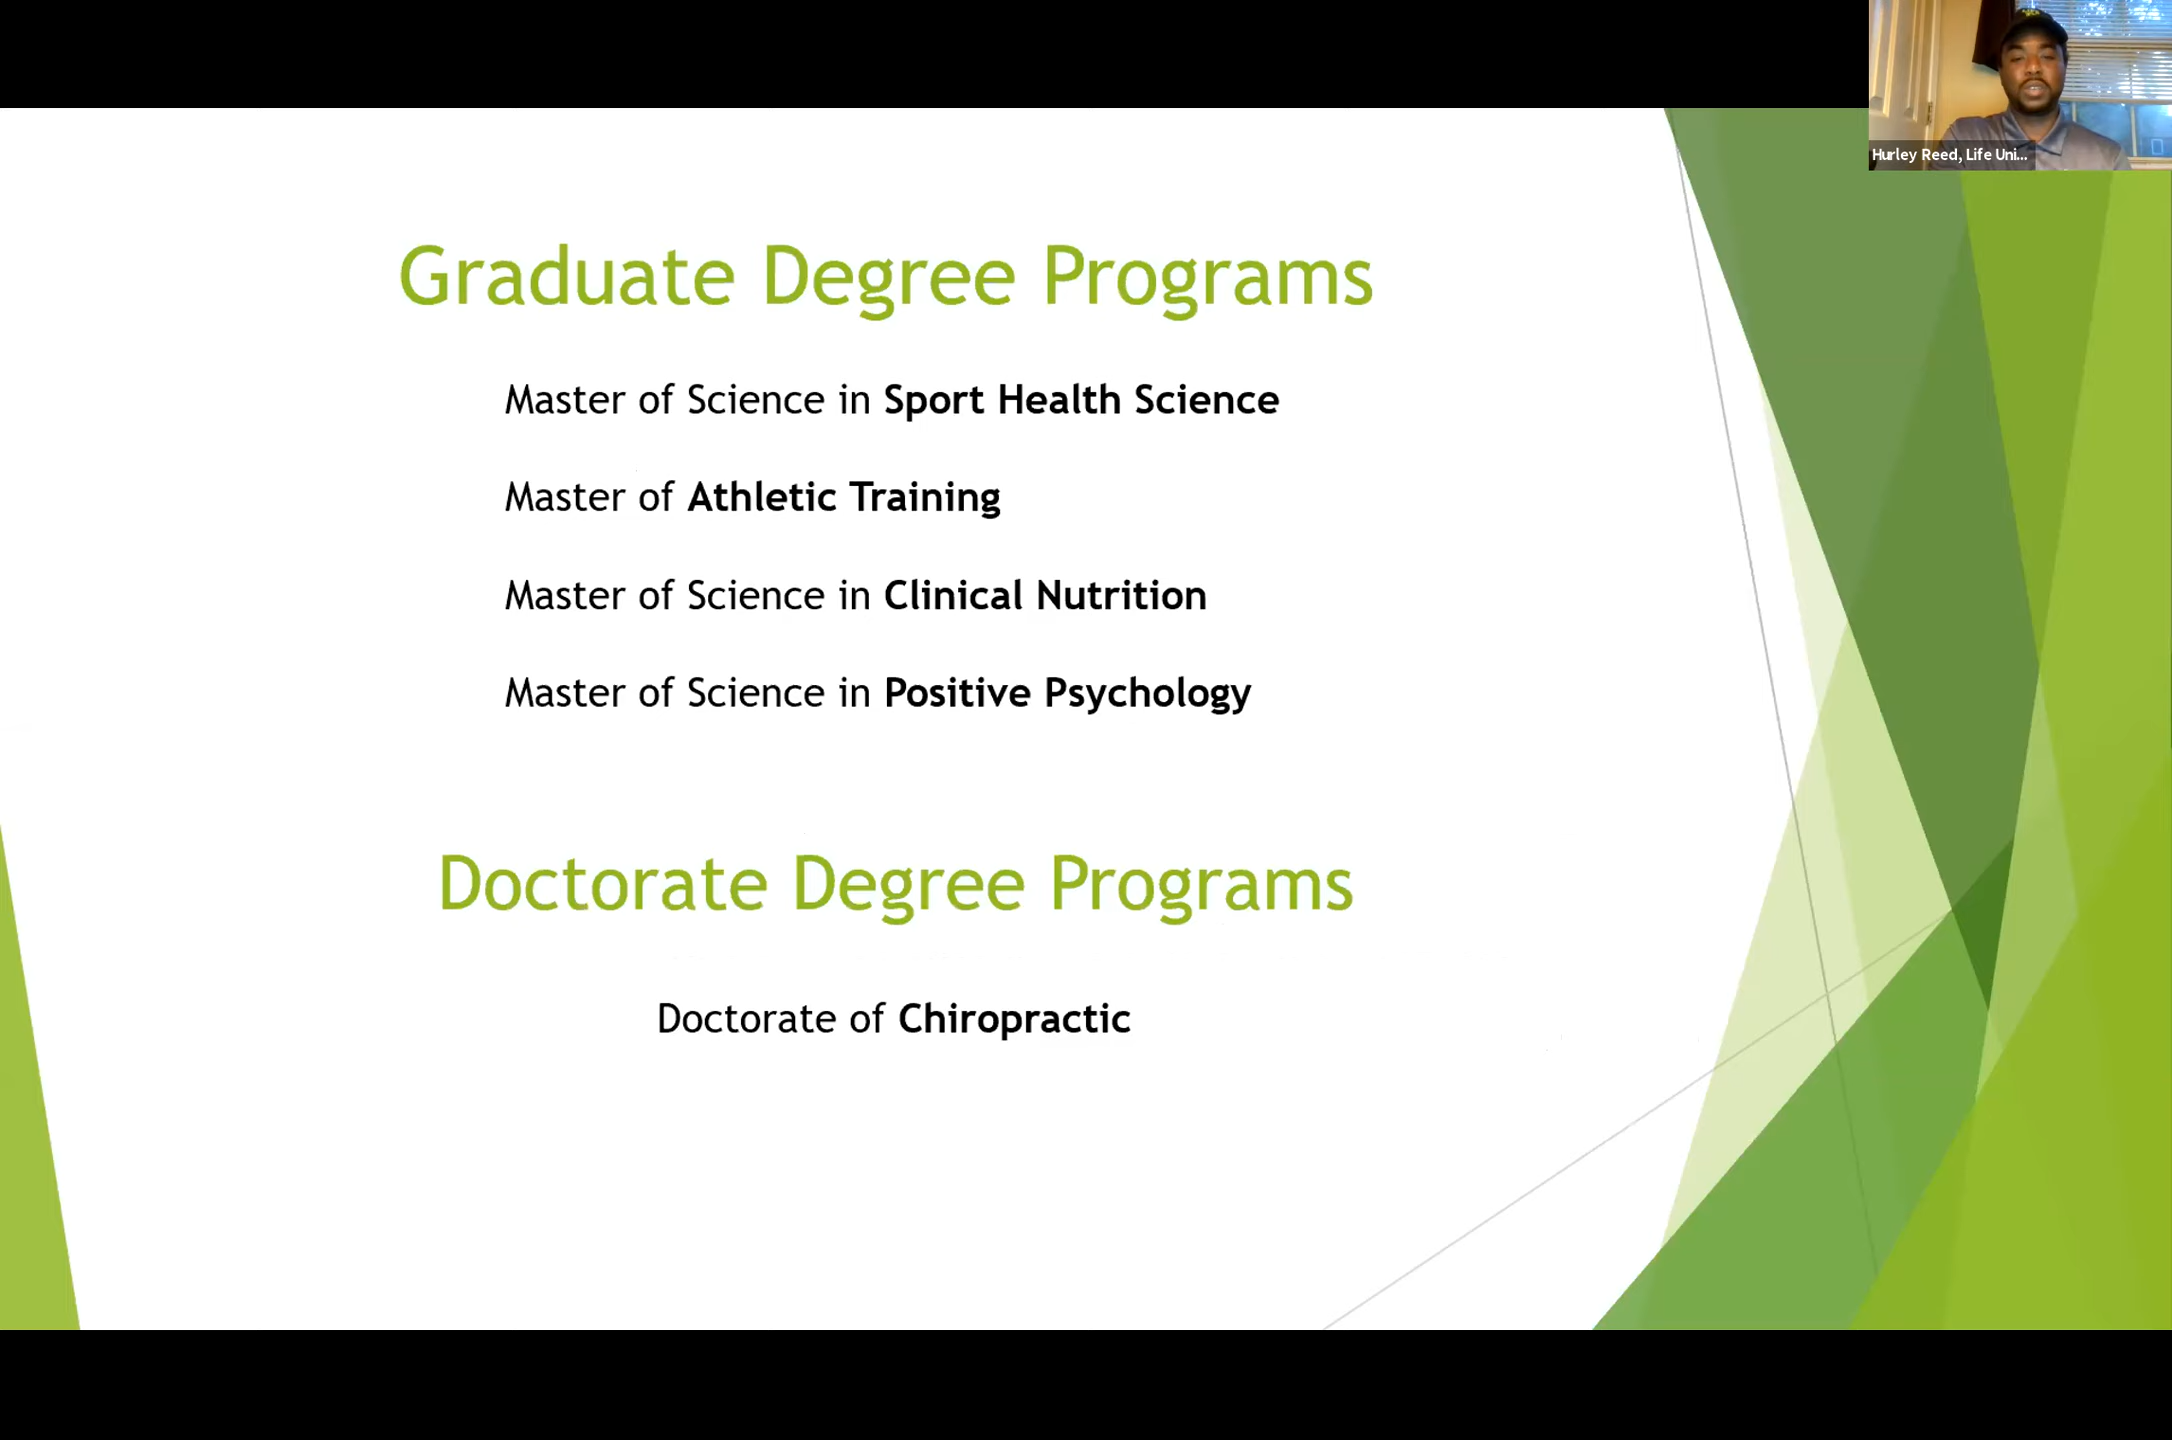 Hurley Reed, Life Uni...
Graduate Degree Programs
Master of Science in Sport Health Science
Master of Athletic Training
Master of Science in Clinical Nutrition
Master of Science in Positive Psychology
Doctorate Degree Programs
Doctorate of Chiropractic